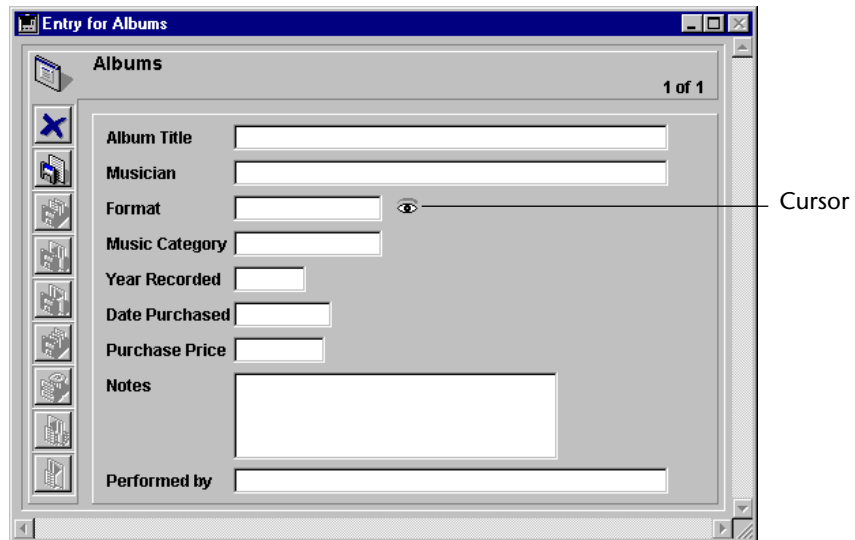 Entry for Albums
Albums
1 of 1
Album Title
Musician
Format
Cursor
Music Category
Year Recorded
Date Purchased
Purchase Price
Notes
Performed by